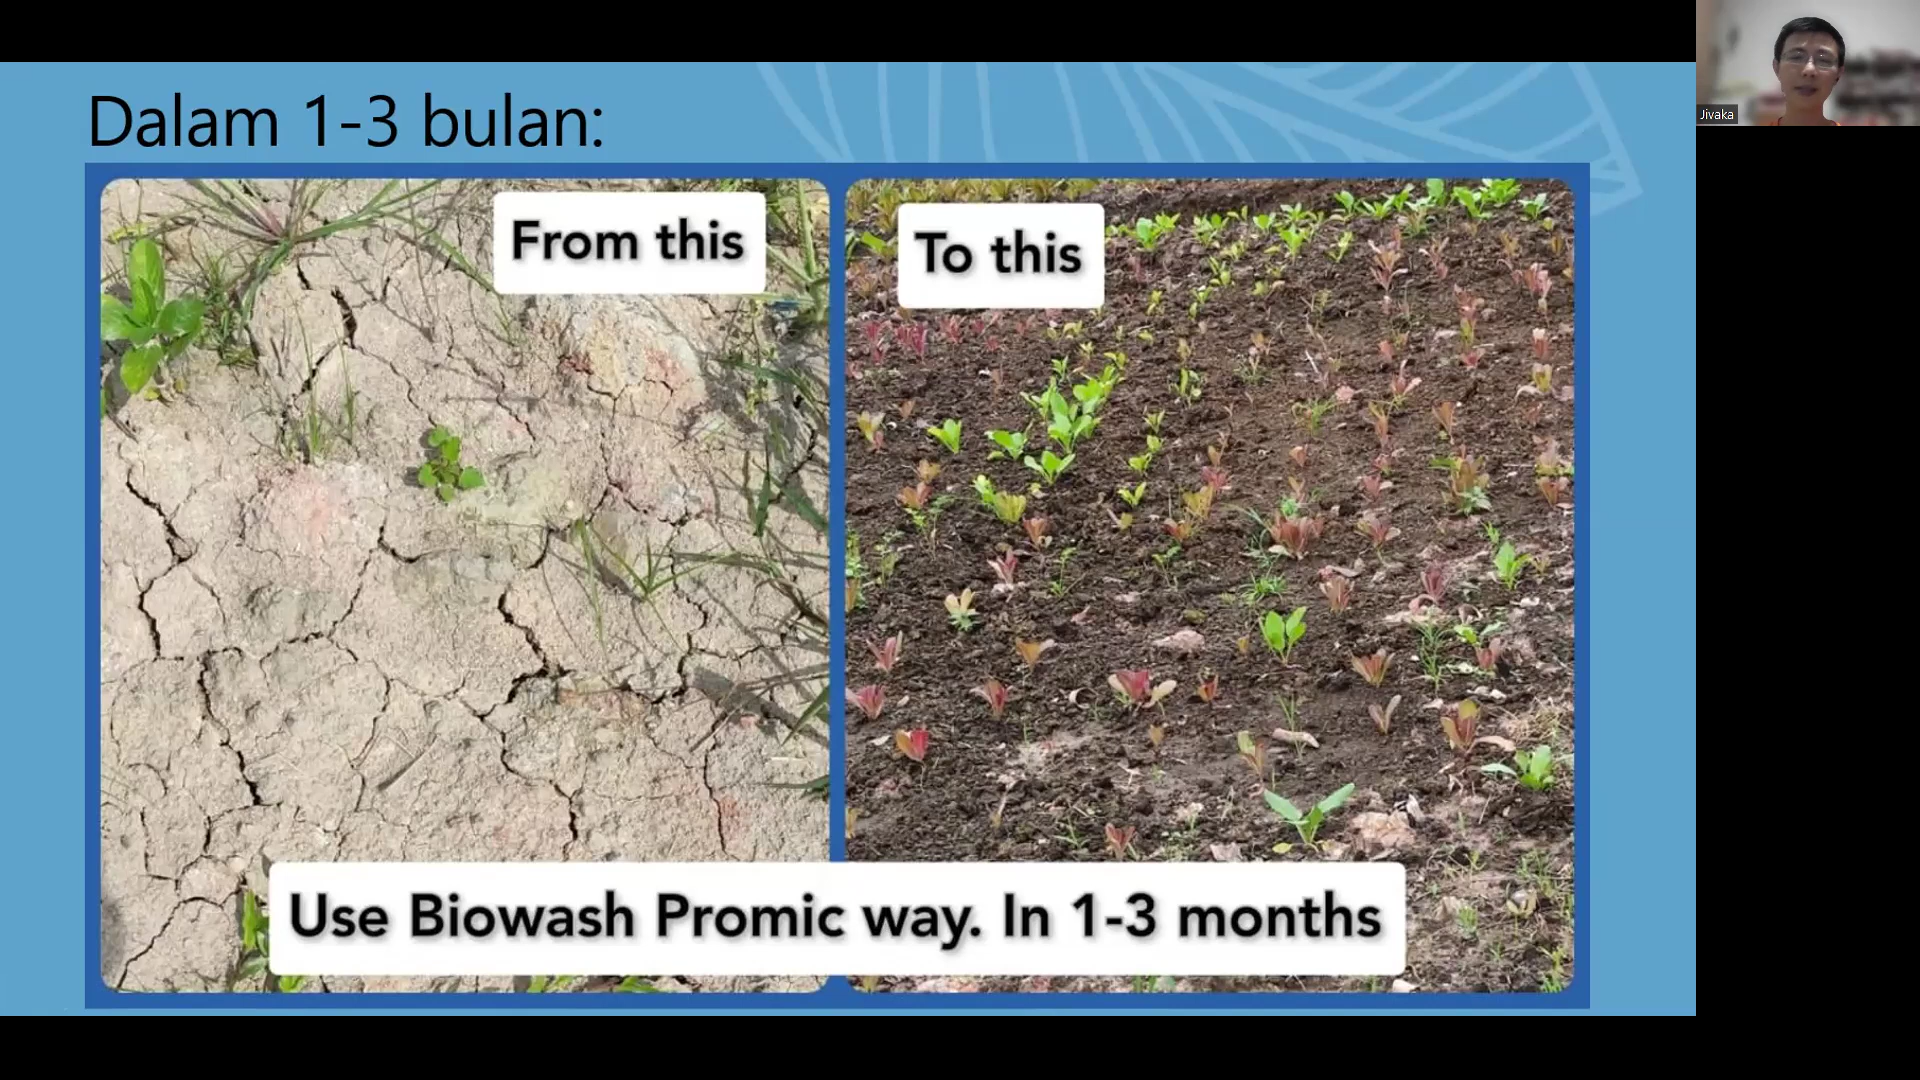 Dalam 1-3 bulan:
From this
To this
Use Biowash Promic way. In 1-3 months
Jivaka